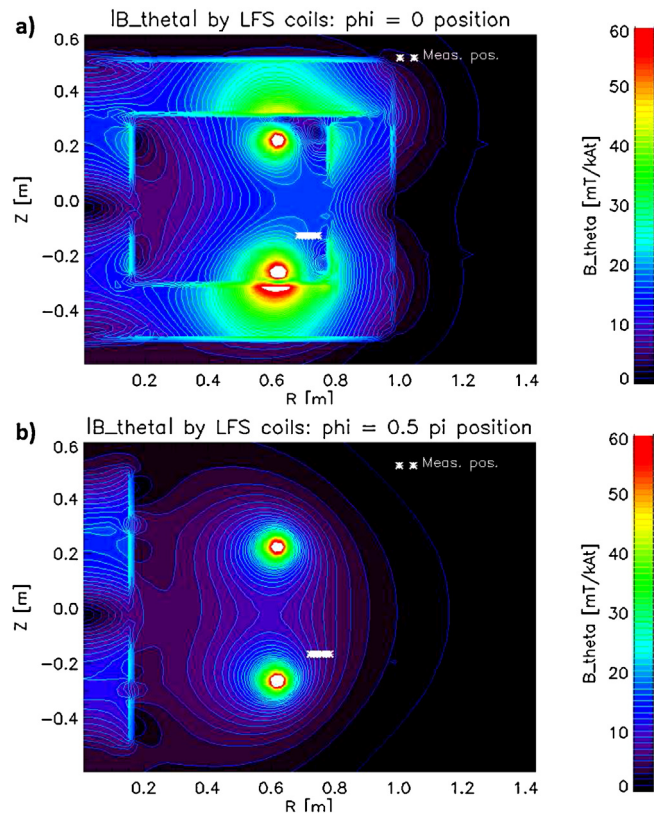 a)
|B_theta| by LFS coils: phi = 0 position
0.6
0.4
0.2
0.0
−0.2
−0.4
Z [m]
Meas. pos.
0.2 0.4 0.6 0.8 1.0 1.2 1.4
R [m]
60
50
40
30
20
10
0
B_theta [mT/kAt]
b)
|B_theta| by LFS coils: phi = 0.5 pi position
0.6
0.4
0.2
0.0
−0.2
−0.4
Z [m]
Meas. pos.
0.2 0.4 0.6 0.8 1.0 1.2 1.4
R [m]
60
50
40
30
20
10
0
B_theta [mT/kAt]